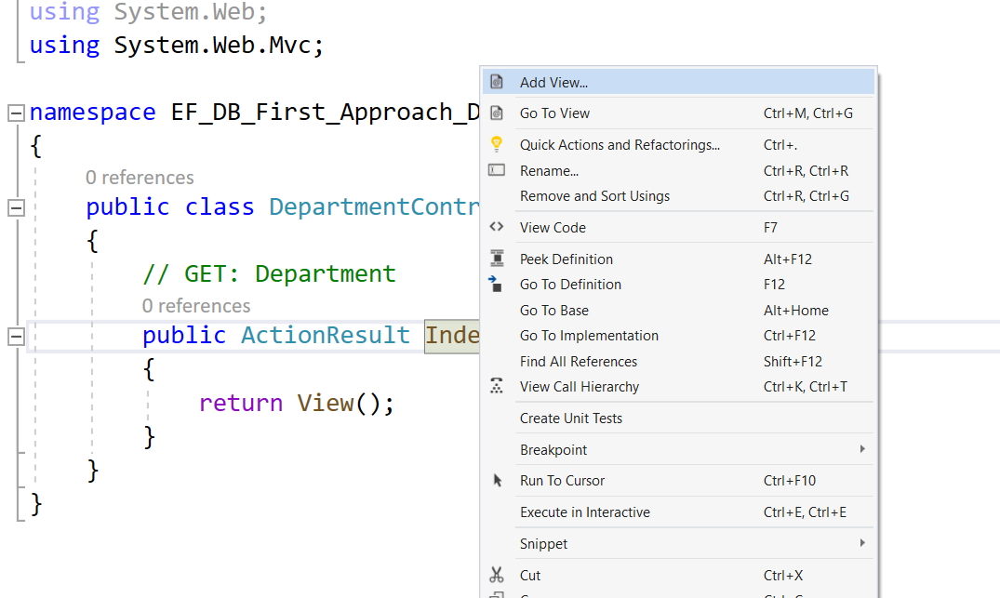 using System.Web;
using System.Web.Mvc;
namespace EF_DB_First_Approach_D
{
0 references
public class DepartmentContr
{
// GET: Department
0 references
public ActionResult Inde
{
return View();
}
}
}
Add View...
Go To View Ctrl+M, Ctrl+G
Quick Actions and Refactorings... Ctrl+.
Rename... Ctrl+R, Ctrl+R
Remove and Sort Usings Ctrl+R, Ctrl+G
View Code F7
Peek Definition Alt+F12
Go To Definition F12
Go To Base Alt+Home
Go To Implementation Ctrl+F12
Find All References Shift+F12
View Call Hierarchy Ctrl+K, Ctrl+T
Create Unit Tests
Breakpoint
Run To Cursor Ctrl+F10
Execute in Interactive Ctrl+E, Ctrl+E
Snippet
Cut Ctrl+X